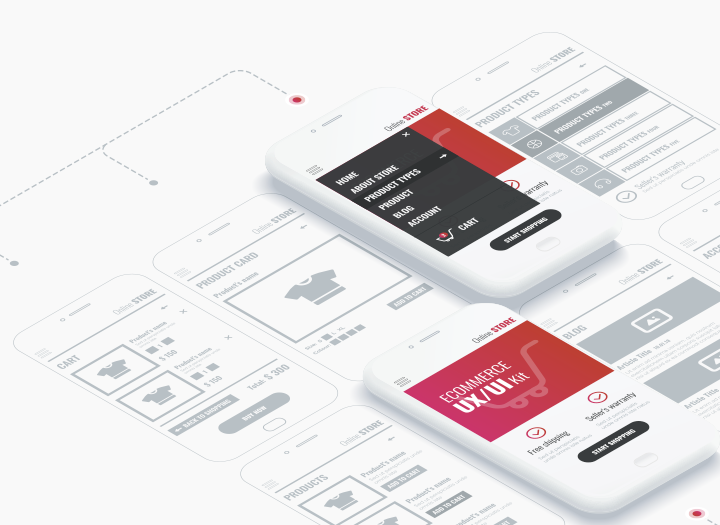 Online STORE
PRODUCT TYPES
PRODUCT TYPES ONE
PRODUCT TYPES TWO
PRODUCT TYPES
PRODUCT TYPES
PRODUCT TYPES
Seller's warranty
Online STORE
HOME
ABOUT STORE
PRODUCT TYPES
PRODUCT
BLOG
ACCOUNT
CART
warranty
START SHOPPING
Online STORE
PRODUCT CARD
Product's name
Size: S M L XL
Colour:
ADD TO CART
Online STORE
CART
Product's name
$ 150
Product's name
$ 150
Total: $ 300
BACK TO SHOPPING
BUY NOW
Online STORE
ECOMMERCE
UX/UI Kit
Free shipping
Seller's warranty
START SHOPPING
Online STORE
BLOG
Article Title
Article Title
Online STORE
PRODUCTS
Product's name
ADD TO CART
Product's name
ADD TO CART